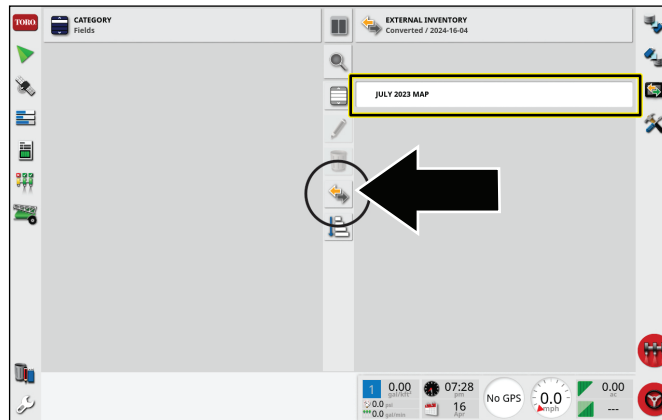 TORO.
CATEGORY
Fields
EXTERNAL INVENTORY
Converted / 2024-16-04
JULY 2023 MAP
1
0.00
gal/kft²
0.0 psi
0.0 gal/min
07:28
pm
16
Apr
No GPS
0.0
mph
0.00
ac
---